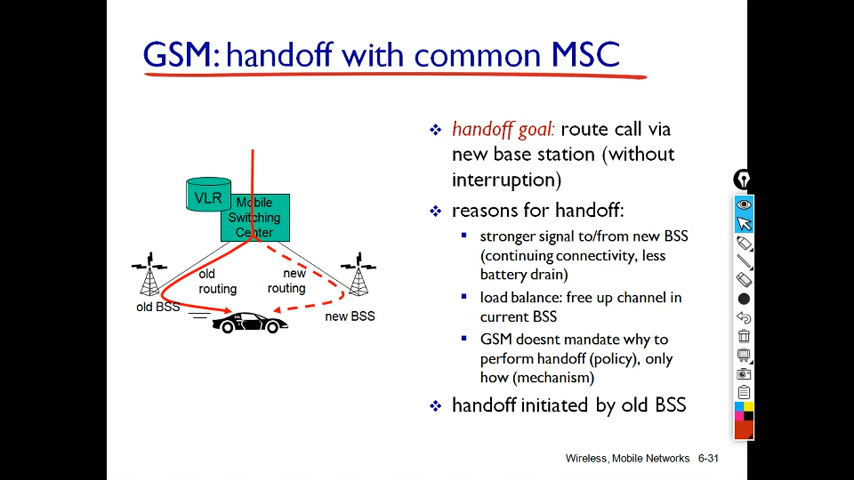 GSM: handoff with common MSC
VLR
Mobile
Switching
Center
old
routing
new
routing
old BSS
new BSS
❖ handoff goal: route call via
new base station (without
interruption)
❖ reasons for handoff:
▪ stronger signal to/from new BSS
(continuing connectivity, less
battery drain)
▪ load balance: free up channel in
current BSS
▪ GSM doesnt mandate why to
perform handoff (policy), only
how (mechanism)
❖ handoff initiated by old BSS
Wireless, Mobile Networks 6-31